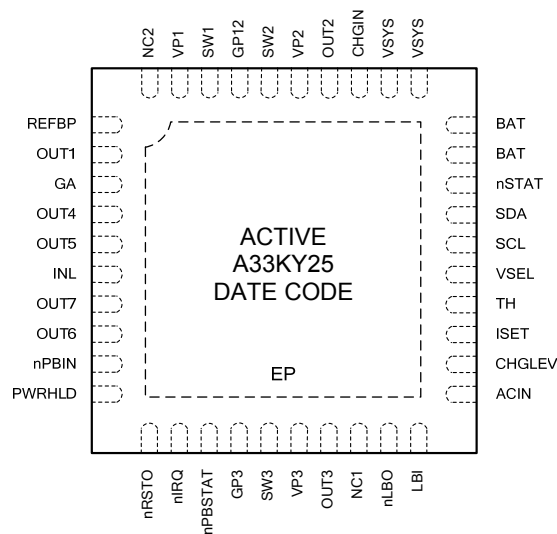 NC2
VP1
SW1
GP12
SW2
VP2
OUT2
CHGIN
VSYS
VSYS
REFBP
OUT1
GA
OUT4
OUT5
INL
OUT7
OUT6
nPBIN
PWRHLD
ACTIVE
A33KY25
DATE CODE
EP
BAT
BAT
nSTAT
SDA
SCL
VSEL
TH
ISET
CHGLEV
ACIN
nRSTO
nIRQ
nPBSTAT
GP3
SW3
VP3
OUT3
NC1
nLBO
LBI